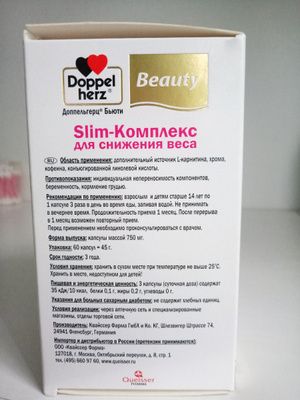 Doppel
herz®
Beauty
Доппельгерц® Бьюти
Slim-Комплекс
для снижения веса
RU Область применения: дополнительный источник L-карнитина, хрома,
кофеина, конъюгированной линолевой кислоты.
Противопоказания: индивидуальная непереносимость компонентов,
беременность, кормление грудью.
Рекомендации по применению: взрослым и детям старше 14 лет по
1 капсуле 3 раза в день во время еды, запивая водой. Не принимать
в вечернее время. Продолжительность приема 1 месяц. После перерыва
в 1 месяц возможен повторный прием.
Перед применением необходимо проконсультироваться с врачом.
Форма выпуска: капсулы массой 750 мг.
Упаковка: 60 капсул = 45 г.
Срок годности: 3 года.
Условия хранения: хранить в сухом месте при температуре не выше 25°С.
Хранить в месте, недоступном для детей!
Пищевая и энергетическая ценность: 3 капсулы (суточная доза) содержат
35 кДж/10 ккал, белки 0,1 г, жиры 0,2 г, углеводы 0 г.
Указания для больных сахарным диабетом: не содержит хлебных единиц.
Условия реализации: через аптечную сеть и специализированные
магазины, отделы торговой сети.
Производитель: Квайссер Фарма ГмбХ и Ко. КГ, Шлезвигер Штрассе 74,
24941 Фленсбург, Германия
Импортер и дистрибьютор в России (претензии принимаются)
ООО «Квайссер Фарма»
127018, г. Москва, Октябрьский переулок, д. 8, стр. 1
тел. (495) 660 97 60, www.queisser.ru
Queisser
PHARMA